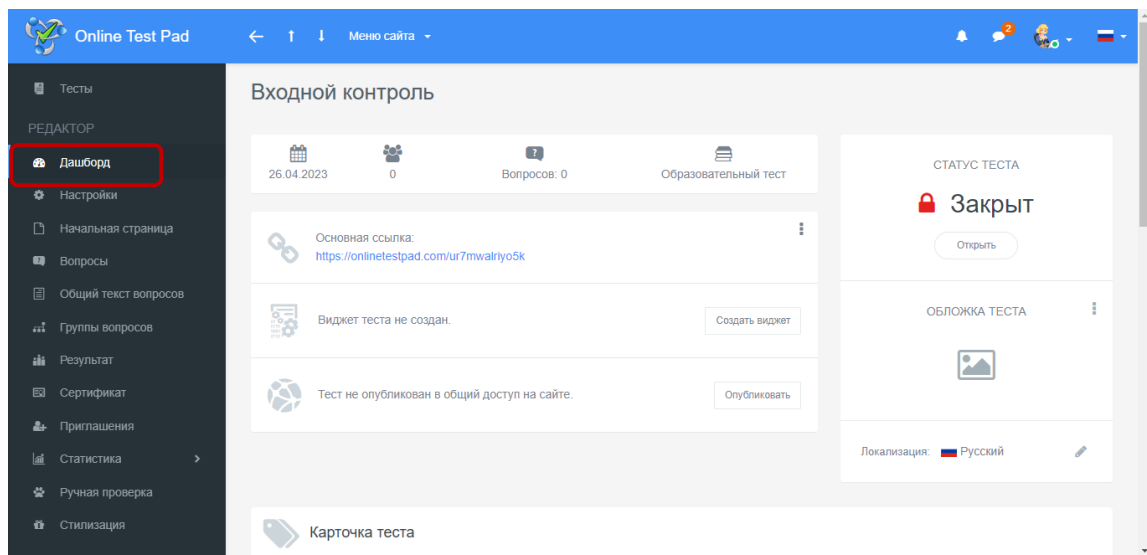 Online Test Pad
Меню сайта
2
Тесты
РЕДАКТОР
Дашборд
Настройки
Начальная страница
Вопросы
Общий текст вопросов
Группы вопросов
Результат
Сертификат
Приглашения
Статистика
Ручная проверка
Стилизация
Входной контроль
26.04.2023
0
Вопросов: 0
Образовательный тест
Основная ссылка:
https://onlinetestpad.com/ur7mwalriyo5k
Виджет теста не создан.
Создать виджет
Тест не опубликован в общий доступ на сайте.
Опубликовать
СТАТУС ТЕСТА
Закрыт
Открыть
ОБЛОЖКА ТЕСТА
Локализация: Русский
Карточка теста